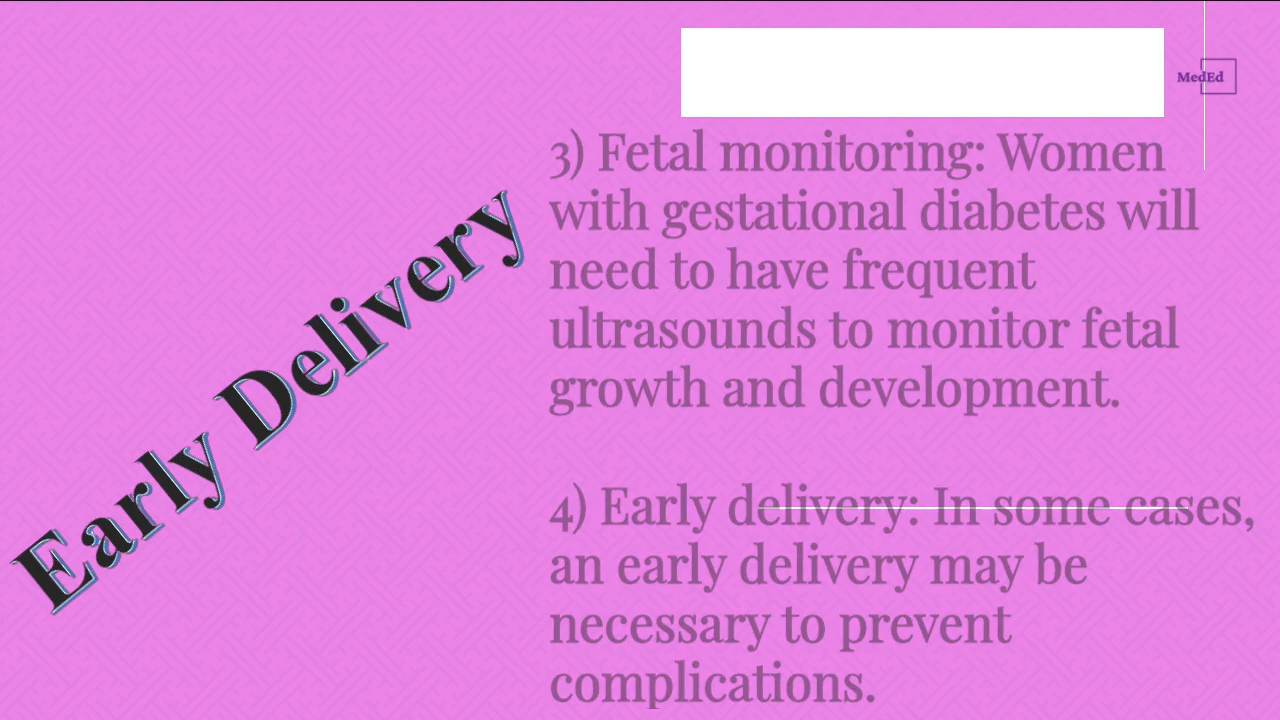 MedEd
Early Delivery
3) Fetal monitoring: Women
with gestational diabetes will
need to have frequent
ultrasounds to monitor fetal
growth and development.
4) Early delivery: In some cases,
an early delivery may be
necessary to prevent
complications.